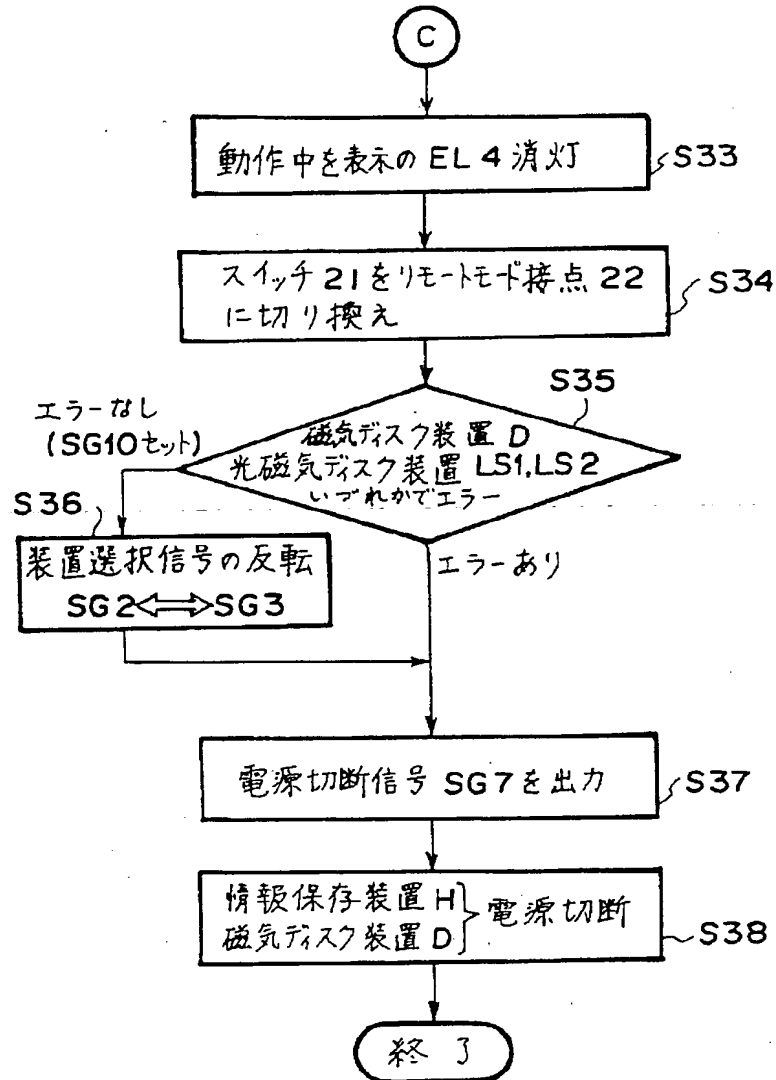 C
動作中を表示の EL 4 消灯
S33
スイッチ 21 をリモートモード接点 22
に切り換え
S34
S35
エラーなし
(SG10セット)
磁気ディスク装置 D
光磁気ディスク装置 LS1,LS2
いづれかでエラー
S36
装置選択信号の反転
SG2⇔SG3
エラーあり
電源切断信号 SG7を出力
S37
情報保存装置 H
磁気ディスク装置 D
電源切断
S38
終了